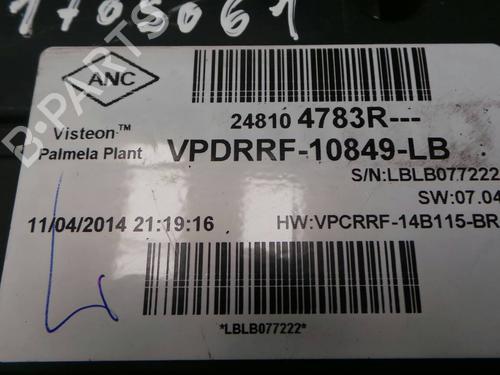 1705061
ANC
Visteon™
Palmela Plant
24810 4783R---
VPDRRF-10849-LB
S/N:LBLB077222
SW:07.04
11/04/2014 21:19:16
HW:VPCRRF-14B115-BR
*LBLB077222*
B-PARTS